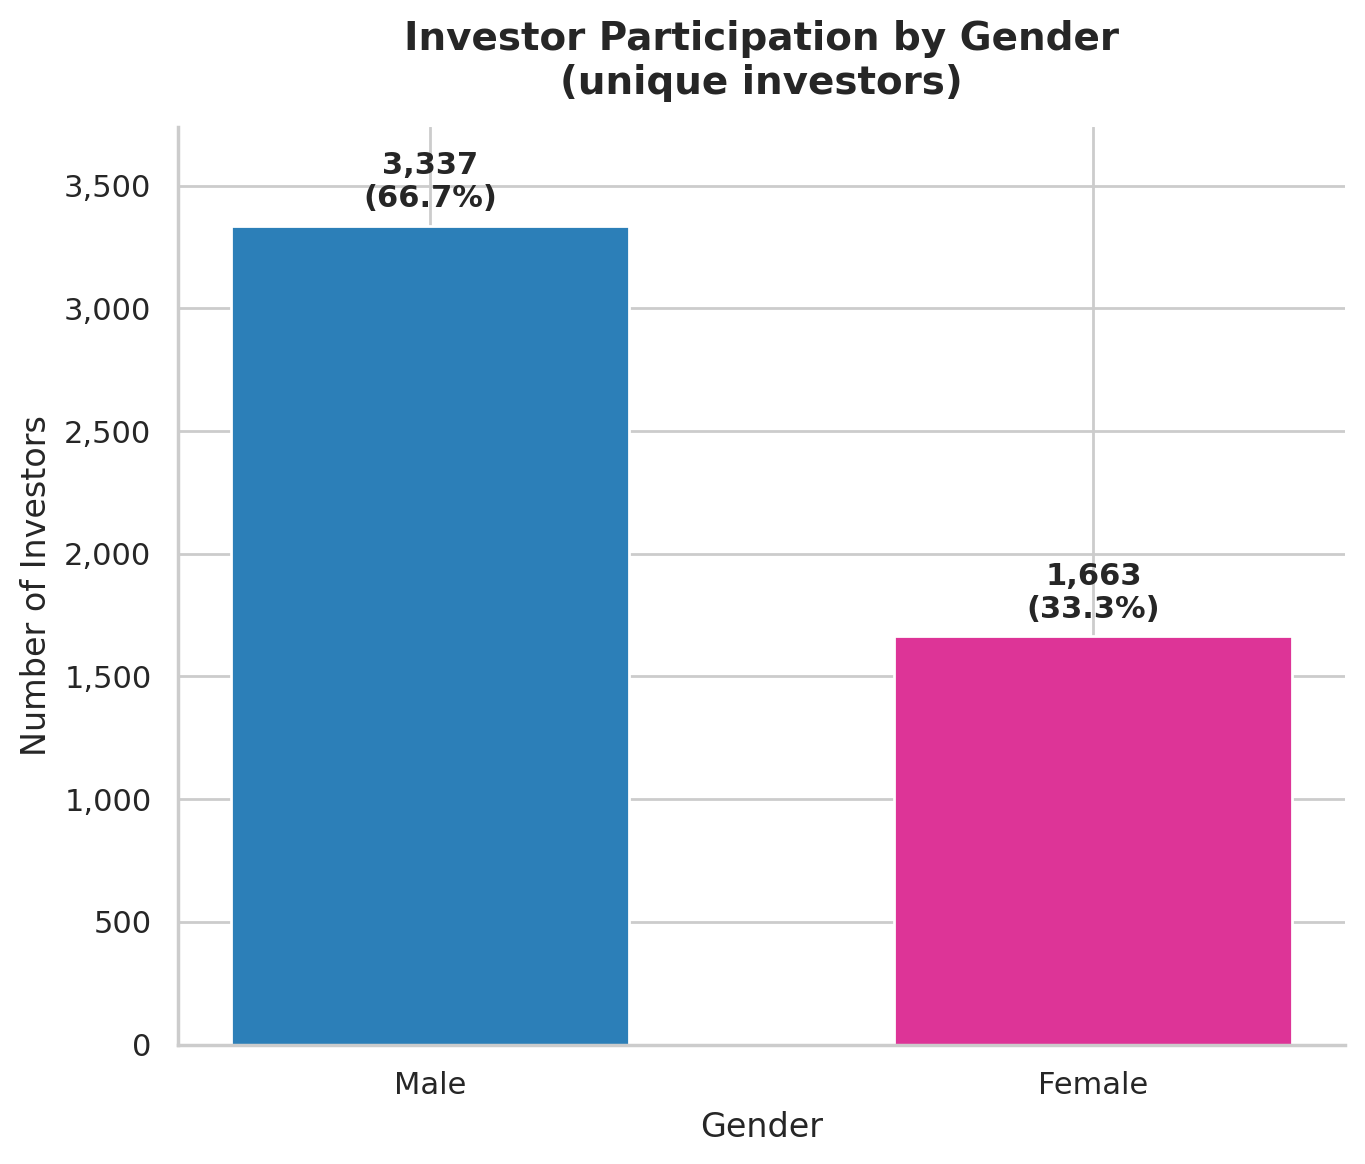 Investor Participation by Gender
(unique investors)
3,337
(66.7%)
1,663
(33.3%)
3,500
3,000
2,500
2,000
1,500
1,000
500
0
Number of Investors
Male
Female
Gender